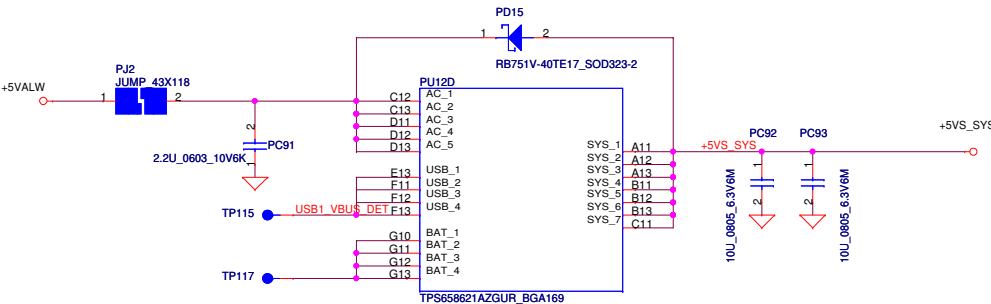 PD15
1
2
RB751V-40TE17_SOD323-2
+5VALW
PJ2
JUMP_43X118
1
2
2
PC91
2.2U_0603_10V6K
1
PU12D
C12 AC_1
C13 AC_2
D11 AC_3
D12 AC_4
D13 AC_5
E13 USB_1
F11 USB_2
F12 USB_3
F13 USB_4
G10 BAT_1
G11 BAT_2
G12 BAT_3
G13 BAT_4
TP115
USB1_VBUS_DET
TP117
SYS_1 A11
SYS_2 A12
SYS_3 A13
SYS_4 B11
SYS_5 B12
SYS_6 B13
SYS_7 C11
TPS658621AZGUR_BGA169
+5VS_SYS
PC92
1
2
10U_0805_6.3V6M
PC93
1
2
10U_0805_6.3V6M
+5VS_SYS